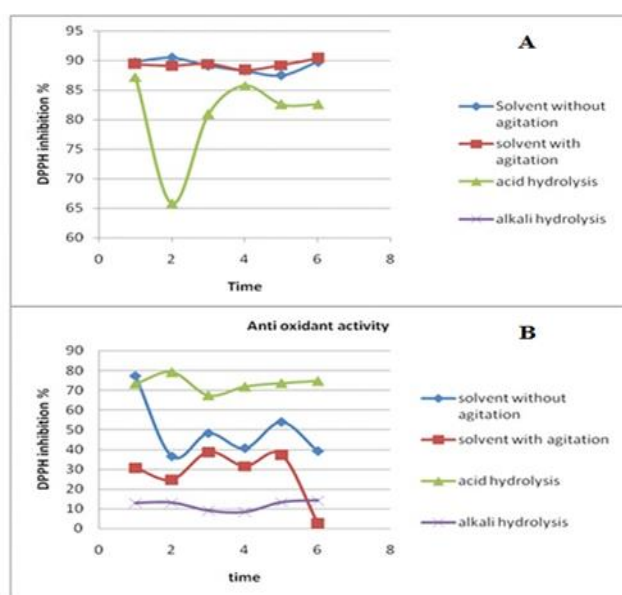 A
95
90
85
80
75
70
65
60
DPPH inhibition %
0 2 4 6 8
Time
Solvent without
agitation
solvent with
agitation
acid hydrolysis
alkali hydrolysis
Anti oxidant activity
B
90
80
70
60
50
40
30
20
10
0
DPPH inhibition %
0 2 4 6 8
time
solvent without
agitation
solvent with agitation
acid hydrolysis
alkali hydrolysis